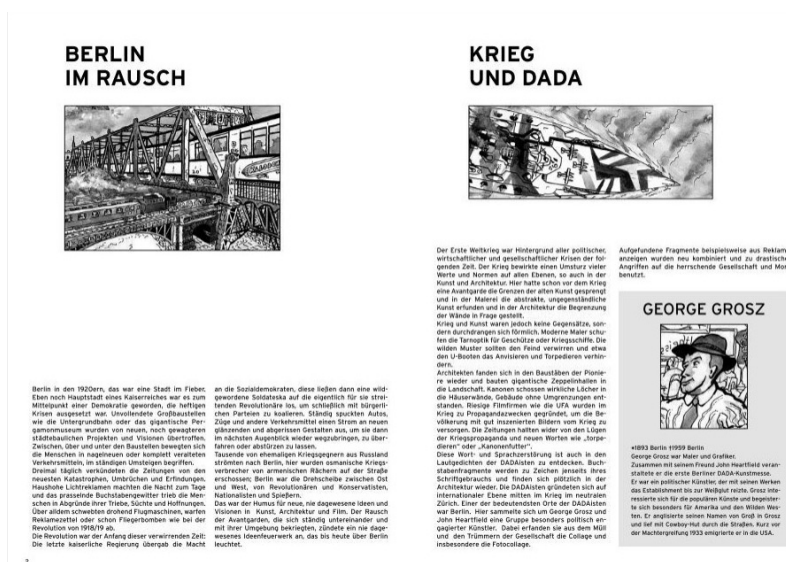 BERLIN
IM RAUSCH
Berlin in den 1920ern, das war eine Stadt im Fieber.
Eben noch Hauptstadt eines Kaiserreiches war es zum
Mittelpunkt einer Demokratie geworden, die heftigen
Krisen ausgesetzt war. Unvollendete Großbaustellen
wie die Untergrundbahn oder das gigantische Per-
gamonmuseum wurden von neuen, noch gewagteren
städtebaulichen Projekten und Visionen übertroffen.
Zwischen, über und unter den Baustellen bewegten sich
die Menschen in nagelneuen oder komplett veralteten
Verkehrsmitteln, im ständigen Umsteigen begriffen.
Dreimal täglich verkündeten die Zeitungen von den
neuesten Katastrophen, Umbrüchen und Erfindungen.
Haushohe Lichtreklamen machten die Nacht zum Tage
und das prasselnde Buchstabengewitter trieb die Men-
schen in Abgründe ihrer Triebe, Süchte und Hoffnungen.
Über alldem schwebten drohend Flugmaschinen, warfen
Reklamezettel oder schon Fliegerbomben wie bei der
Revolution von 1918/19 ab.
Die Revolution war der Anfang dieser verwirrenden Zeit:
Die letzte kaiserliche Regierung übergab die Macht
an die Sozialdemokraten, diese ließen dann eine wild-
gewordene Soldateska auf die eigentlich für sie strei-
tenden Revolutionäre los, um schließlich mit bürgerli-
chen Parteien zu koalieren. Ständig spuckten Autos,
Züge und andere Verkehrsmittel einen Strom an neuen
glänzenden und abgerissen Gestalten aus, um sie dann
im nächsten Augenblick wieder wegzubringen, zu über-
fahren oder abstürzen zu lassen.
Tausende von ehemaligen Kriegsgegnern aus Russland
strömten nach Berlin, hier wurden osmanische Kriegs-
verbrecher von armenischen Rächern auf der Straße
erschossen; Berlin war die Drehscheibe zwischen Ost
und West, von Revolutionären und Konservatisten,
Nationalisten und Spießern.
Das war der Humus für neue, nie dagewesene Ideen und
Visionen in Kunst, Architektur und Film. Der Rausch
der Avantgarden, die sich ständig untereinander und
mit ihrer Umgebung bekriegten, zündete ein nie dage-
wesenes Ideenfeuerwerk an, das bis heute über Berlin
leuchtet.
KRIEG
UND DADA
Der Erste Weltkrieg war Hintergrund aller politischer,
wirtschaftlicher und gesellschaftlicher Krisen der fol-
genden Zeit. Der Krieg bewirkte einen Umsturz vieler
Werte und Normen auf allen Ebenen, so auch in der
Kunst und Architektur. Hier hatte schon vor dem Krieg
eine Avantgarde die Grenzen der alten Kunst gesprengt
und in der Malerei die abstrakte, ungegenständliche
Kunst erfunden und in der Architektur die Begrenzung
der Wände in Frage gestellt.
Krieg und Kunst waren jedoch keine Gegensätze, son-
dern durchdrangen sich förmlich. Moderne Maler schu-
fen die Tarnoptik für Geschütze oder Kriegsschiffe. Die
wilden Muster sollten den Feind verwirren und etwa
den U-Booten das Anvisieren und Torpedieren verhin-
dern.
Architekten fanden sich in den Baustäben der Pionie-
re wieder und bauten gigantische Zeppelinhallen in
die Landschaft. Kanonen schossen wirkliche Löcher in
die Häuserwände, Gebäude ohne Umgrenzungen ent-
standen. Riesige Filmfirmen wie die UFA wurden im
Krieg zu Propagandazwecken gegründet, um die Be-
völkerung mit gut inszenierten Bildern vom Krieg zu
versorgen. Die Zeitungen hatten wider von den Lügen
der Kriegspropaganda und neuen Worten wie „torpe-
dieren" oder „Kanonenfutter".
Diese Wort- und Sprachzerstörung ist auch in den
Lautgedichten der DADAisten zu entdecken. Buch-
stabenfragmente werden zu Zeichen jenseits ihres
Schriftgebrauchs und finden sich plötzlich in der
Architektur wieder. Die DADAisten gründeten sich auf
internationaler Ebene mitten im Krieg im neutralen
Zürich. Einer der bedeutendsten Orte der DADAisten
war Berlin. Hier sammelte sich um George Grosz und
John Heartfield eine Gruppe besonders politisch en-
gagierter Künstler. Dabei erfanden sie aus dem Müll
und den Trümmern der Gesellschaft die Collage und
insbesondere die Fotocollage.
Aufgefundene Fragmente beispielsweise aus Reklam
anzeigen wurden neu kombiniert und zu drastische
Angriffen auf die herrschende Gesellschaft und Mor
benutzt.
GEORGE GROSZ
*1893 Berlin †1959 Berlin
George Grosz war Maler und Grafiker.
Zusammen mit seinem Freund John Heartfield veran-
staltete er die erste Berliner DADA-Kunstmesse.
Er war ein politischer Künstler, der mit seinen Werken
das Establishment bis zur Weißglut reizte. Grosz inte-
ressierte sich für die populären Künste und begeister-
te sich besonders für Amerika und den Wilden Wes-
ten. Er anglisierte seinen Namen von Groß in Grosz
und lief mit Cowboy-Hut durch die Straßen. Kurz vor
der Machtergreifung 1933 emigrierte er in die USA.